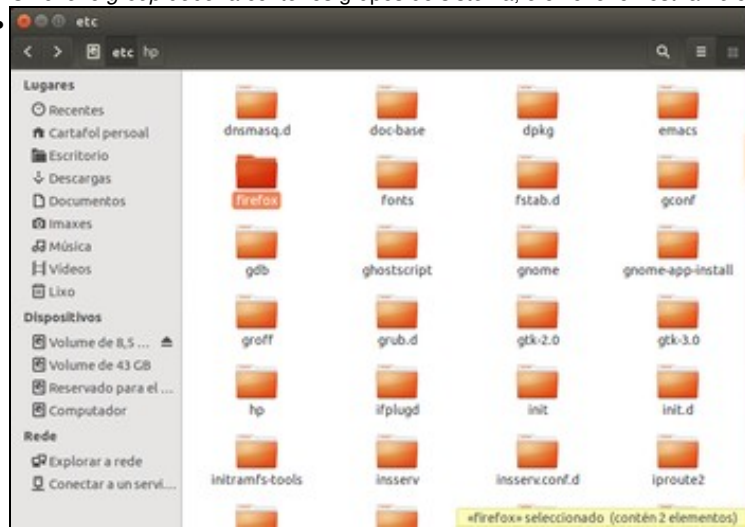 etc
etc hp
Lugares
Recentes
Cartafol persoal
Escritorio
Descargas
Documentos
Imaxes
Música
Vídeos
Lixo
Dispositivos
Volume de 8,5 ...
Volume de 43 GB
Reservado para el ...
Computador
Rede
Explorar a rede
Conectar a un servi...
dnsmasq.d doc-base dpkg emacs
firefox fonts fstab.d gconf
gdb ghostscript gnome gnome-app-install
groff grub.d gtk-2.0 gtk-3.0
hp ifplugd init init.d
initramfs-tools insserv insserv.conf.d iproute2
«firefox» seleccionado (contén 2 elementos)